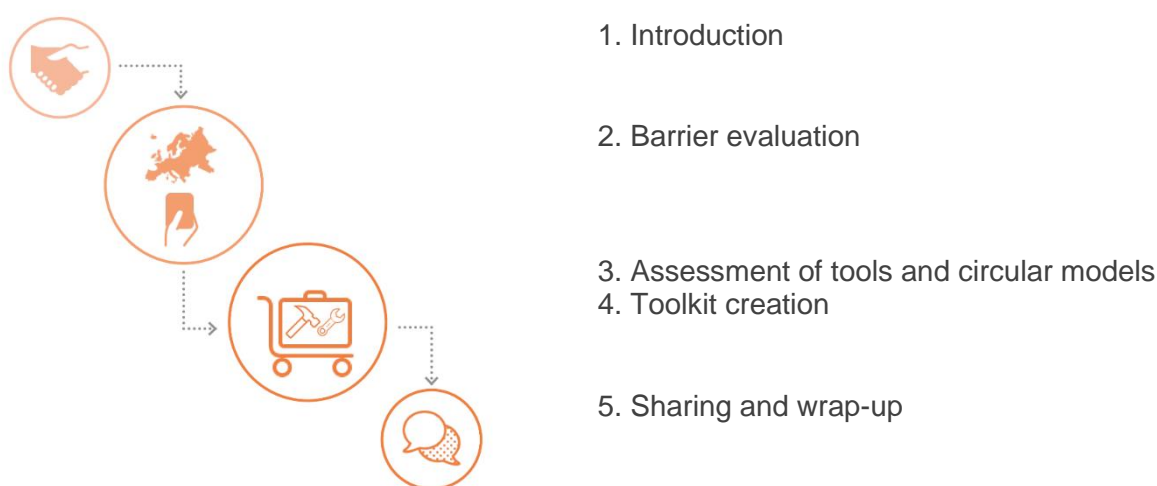 1. Introduction
2. Barrier evaluation
3. Assessment of tools and circular models
4. Toolkit creation
5. Sharing and wrap-up